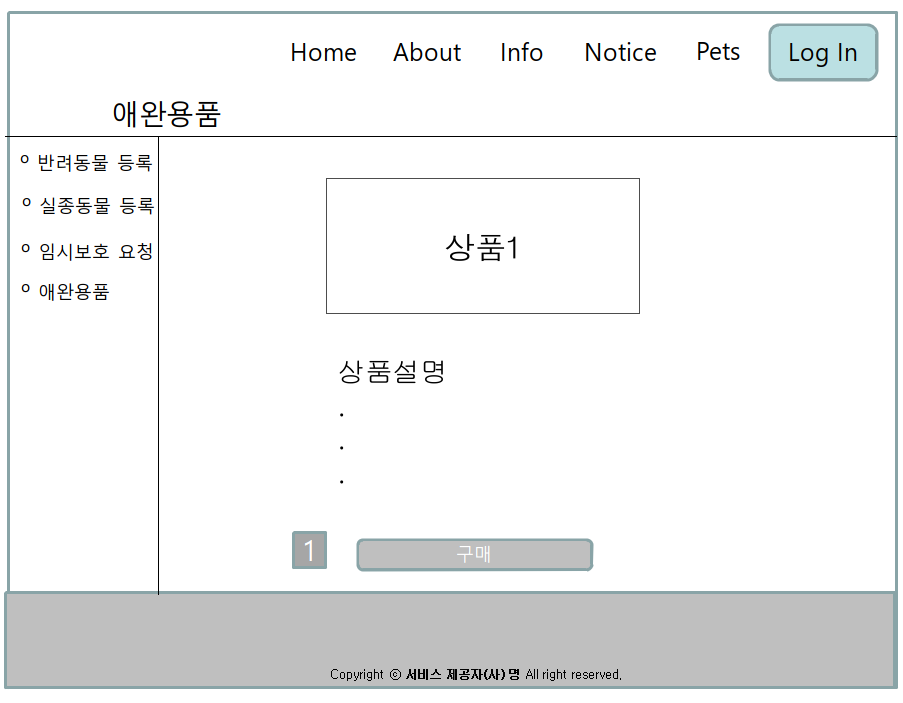 Home About Info Notice Pets Log In
애완용품
o 반려동물 등록
o 실종동물 등록
o 임시보호 요청
o 애완용품
상품1
상품설명
.
.
.
1 구매
Copyright ⓒ 서비스 제공자(사) 명 All right reserved.